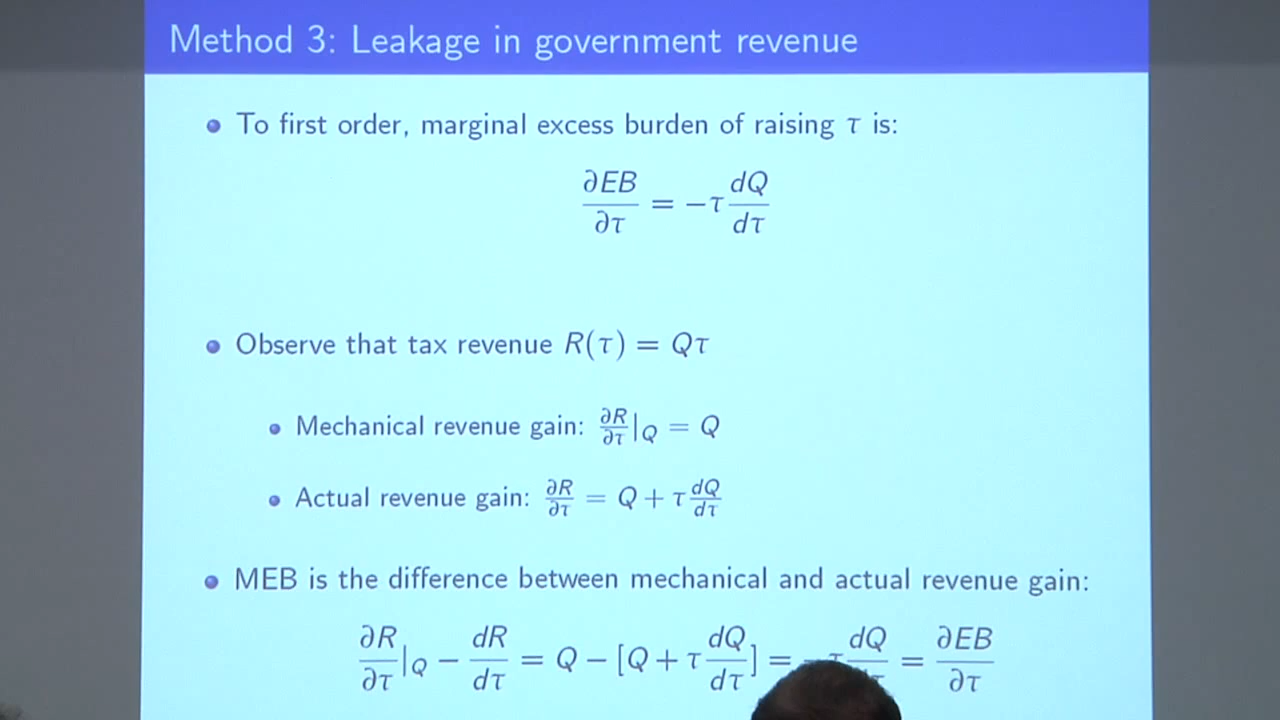 Method 3: Leakage in government revenue
To first order, marginal excess burden of raising τ is:
∂EB/∂τ = −τ dQ/dτ
Observe that tax revenue R(τ) = Qτ
Mechanical revenue gain: ∂R/∂τ|Q = Q
Actual revenue gain: ∂R/∂τ = Q + τ dQ/dτ
MEB is the difference between mechanical and actual revenue gain:
∂R/∂τ|Q − dR/dτ = Q − [Q + τ dQ/dτ] = −τ dQ/dτ = ∂EB/∂τ